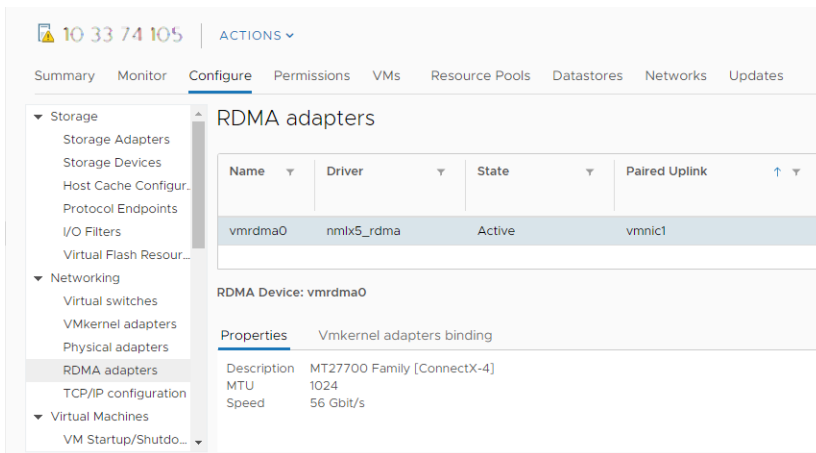 10 33 74 105 ACTIONS
Summary Monitor Configure Permissions VMs Resource Pools Datastores Networks Updates
Storage
Storage Adapters
Storage Devices
Host Cache Configur.
Protocol Endpoints
I/O Filters
Virtual Flash Resour...
Networking
Virtual switches
VMkernel adapters
Physical adapters
RDMA adapters
TCP/IP configuration
Virtual Machines
VM Startup/Shutdo...
RDMA adapters
Name Driver State Paired Uplink
vmrdma0 nmlx5_rdma Active vmnic1
RDMA Device: vmrdma0
Properties Vmkernel adapters binding
Description MT27700 Family [ConnectX-4]
MTU 1024
Speed 56 Gbit/s